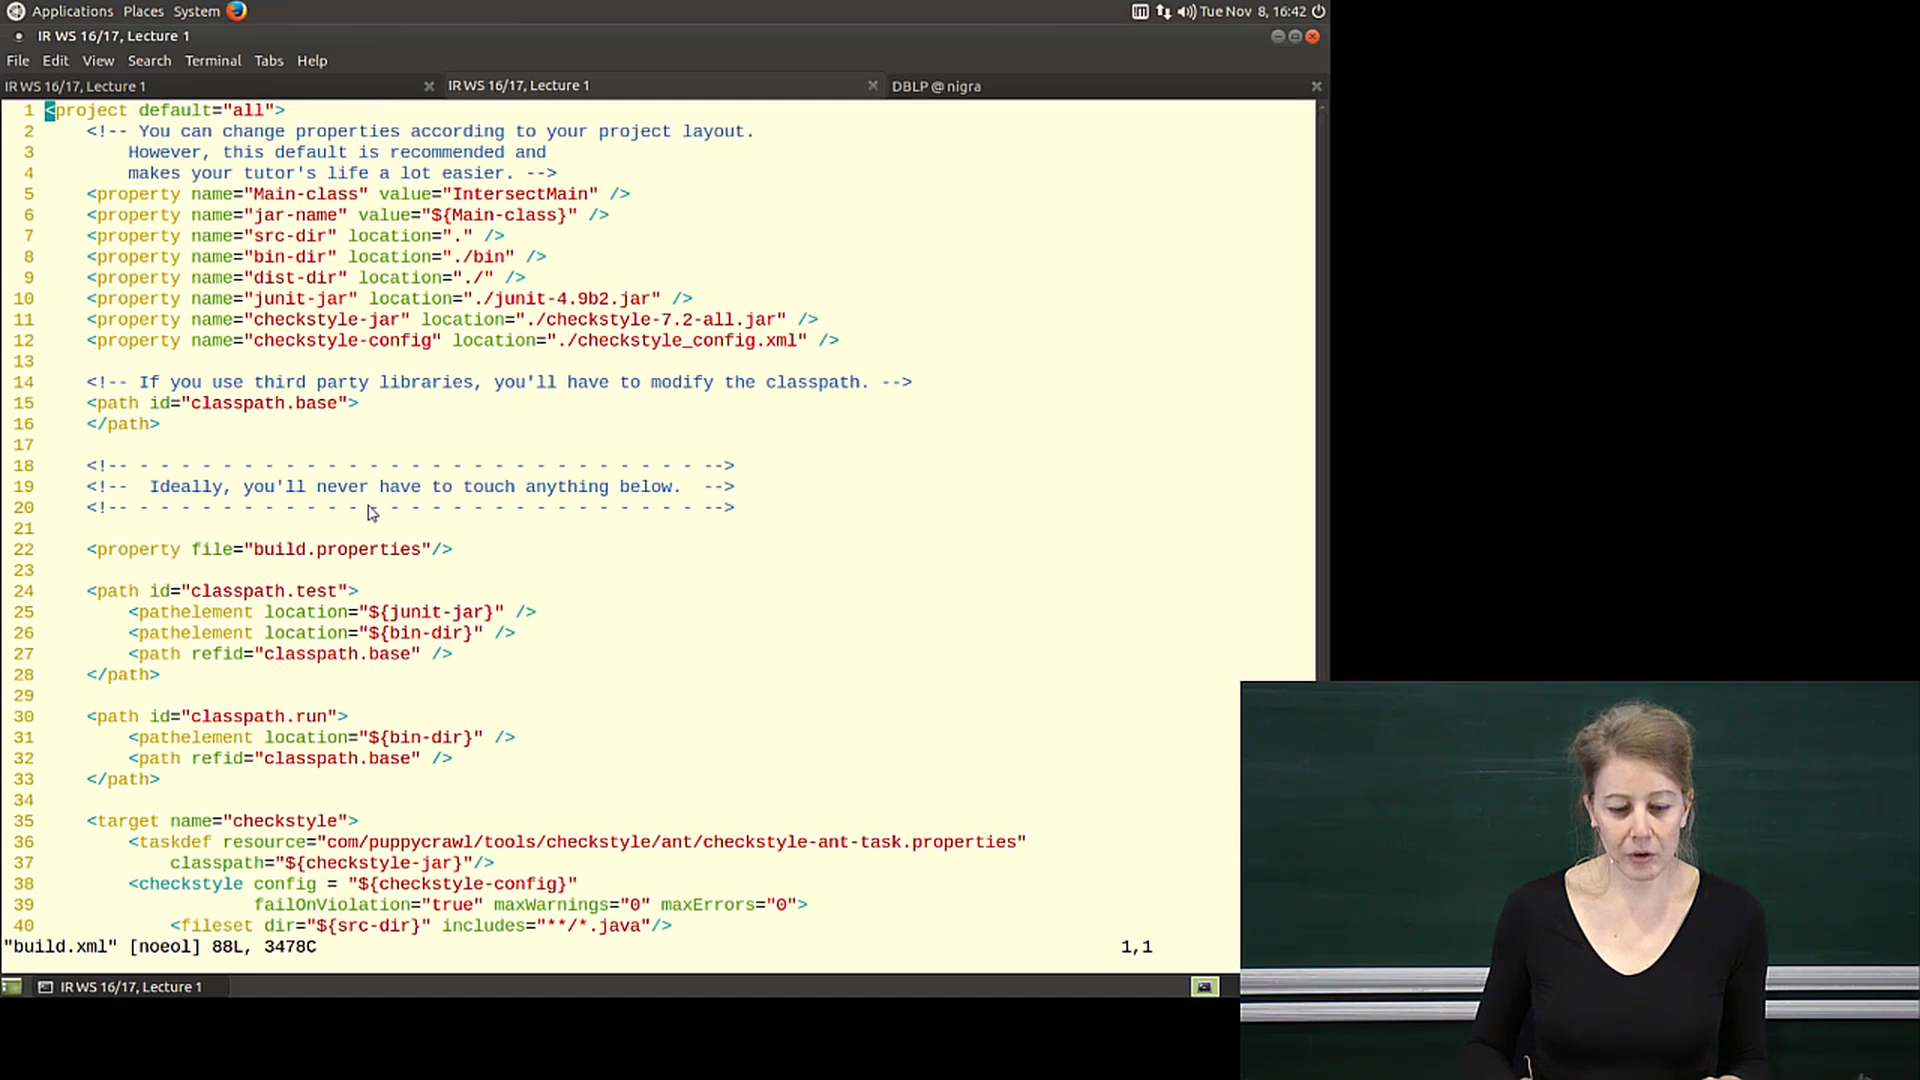 Applications Places System Tue Nov 8, 16:42
IR WS 16/17, Lecture 1
File Edit View Search Terminal Tabs Help
IR WS 16/17, Lecture 1 IR WS 16/17, Lecture 1 DBLP @ nigra
1 <project default="all">
2 <!-- You can change properties according to your project layout.
3 However, this default is recommended and
4 makes your tutor's life a lot easier. -->
5 <property name="Main-class" value="IntersectMain" />
6 <property name="jar-name" value="${Main-class}" />
7 <property name="src-dir" location="." />
8 <property name="bin-dir" location="./bin" />
9 <property name="dist-dir" location="./" />
10 <property name="junit-jar" location="./junit-4.9b2.jar" />
11 <property name="checkstyle-jar" location="./checkstyle-7.2-all.jar" />
12 <property name="checkstyle-config" location="./checkstyle_config.xml" />
13
14 <!-- If you use third party libraries, you'll have to modify the classpath. -->
15 <path id="classpath.base">
16 </path>
17
18 <!-- - - - - - - - - - - - - - - - - - - - - - - - - - - - -->
19 <!-- Ideally, you'll never have to touch anything below. -->
20 <!-- - - - - - - - - - - - - - - - - - - - - - - - - - - - -->
21
22 <property file="build.properties"/>
23
24 <path id="classpath.test">
25 <pathelement location="${junit-jar}" />
26 <pathelement location="${bin-dir}" />
27 <path refid="classpath.base" />
28 </path>
29
30 <path id="classpath.run">
31 <pathelement location="${bin-dir}" />
32 <path refid="classpath.base" />
33 </path>
34
35 <target name="checkstyle">
36 <taskdef resource="com/puppycrawl/tools/checkstyle/ant/checkstyle-ant-task.properties"
37 classpath="${checkstyle-jar}"/>
38 <checkstyle config = "${checkstyle-config}"
39 failOnViolation="true" maxWarnings="0" maxErrors="0">
40 <fileset dir="${src-dir}" includes="**/*.java"/>
"build.xml" [noeol] 88L, 3478C 1,1
IR WS 16/17, Lecture 1